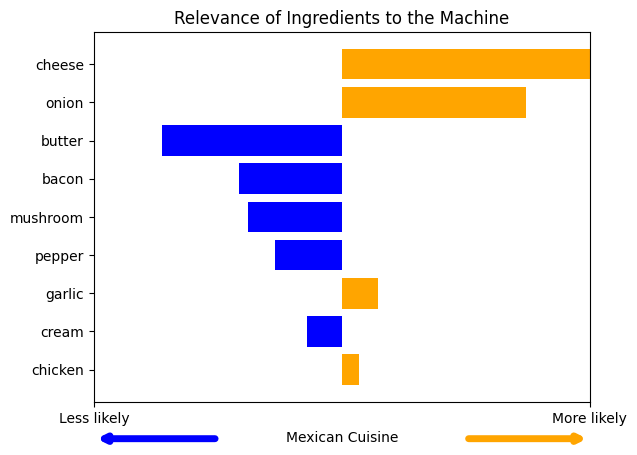 Relevance of Ingredients to the Machine
cheese
onion
butter
bacon
mushroom
pepper
garlic
cream
chicken
Less likely
More likely
Mexican Cuisine